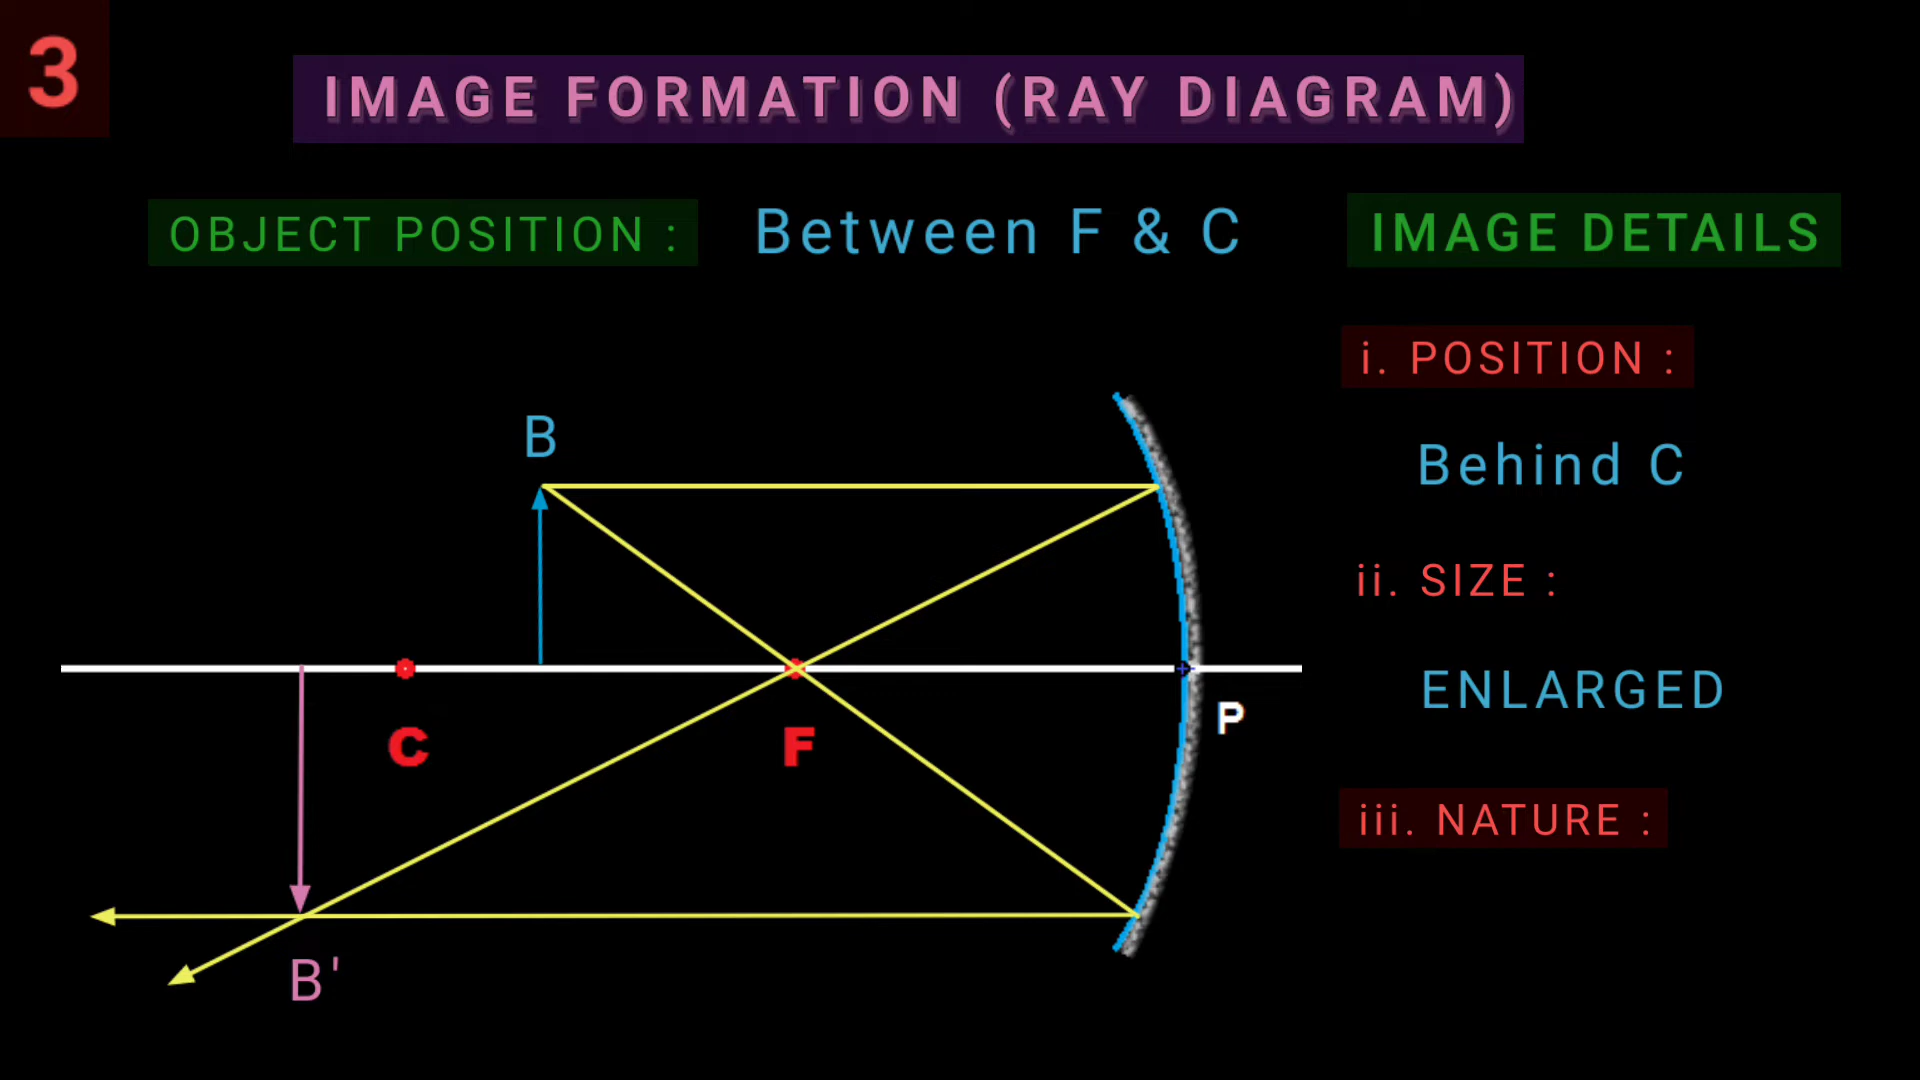 3
IMAGE FORMATION (RAY DIAGRAM)
OBJECT POSITION : Between F & C
IMAGE DETAILS
i. POSITION :
Behind C
ii. SIZE :
ENLARGED
iii. NATURE :
B
C
F
P
B'